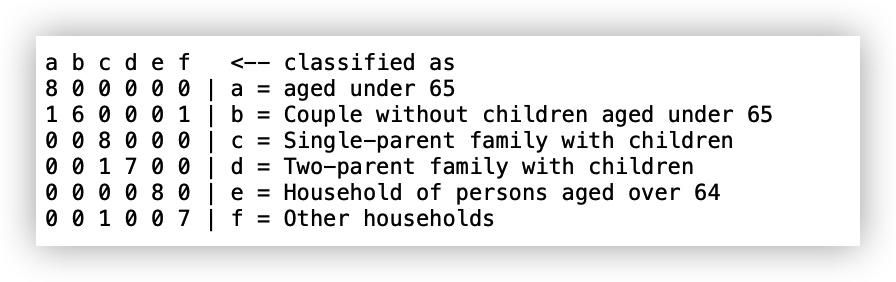 a b c d e f   <-- classified as
8 0 0 0 0 0 | a = aged under 65
1 6 0 0 0 1 | b = Couple without children aged under 65
0 0 8 0 0 0 | c = Single-parent family with children
0 0 1 7 0 0 | d = Two-parent family with children
0 0 0 0 8 0 | e = Household of persons aged over 64
0 0 1 0 0 7 | f = Other households